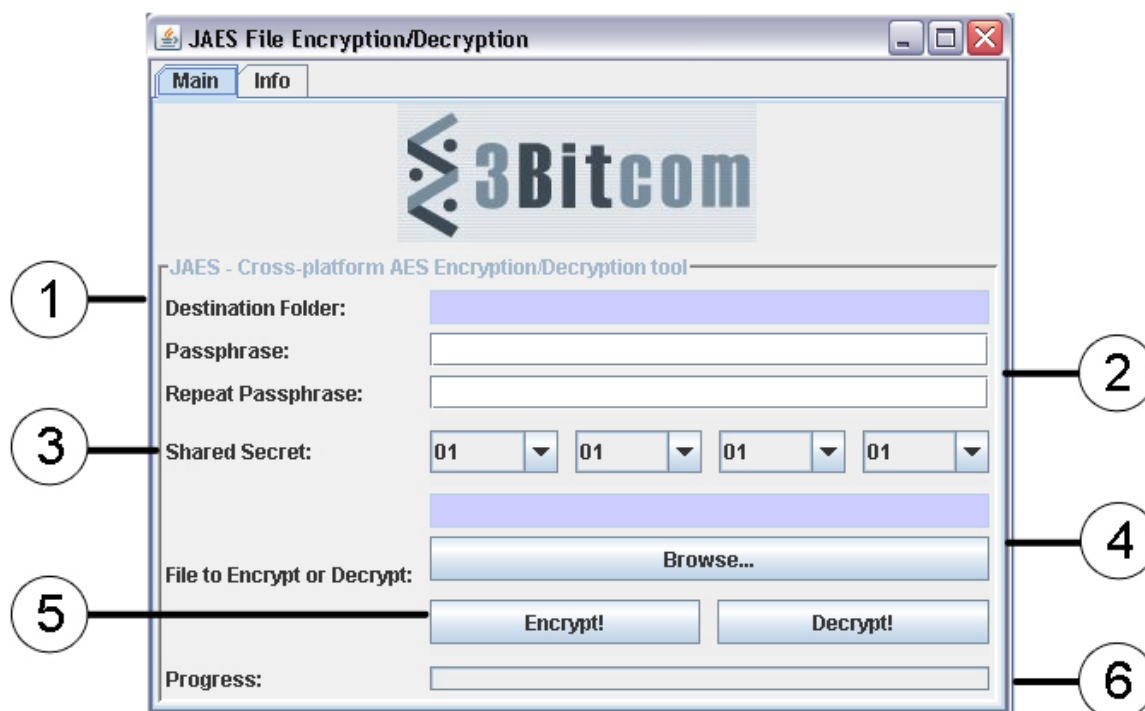 JAES File Encryption/Decryption
Main Info
3Bitcom
JAES - Cross-platform AES Encryption/Decryption tool
1
Destination Folder:
Passphrase:
2
Repeat Passphrase:
3
Shared Secret: 01 01 01 01
4
Browse...
File to Encrypt or Decrypt:
5
Encrypt! Decrypt!
Progress:
6